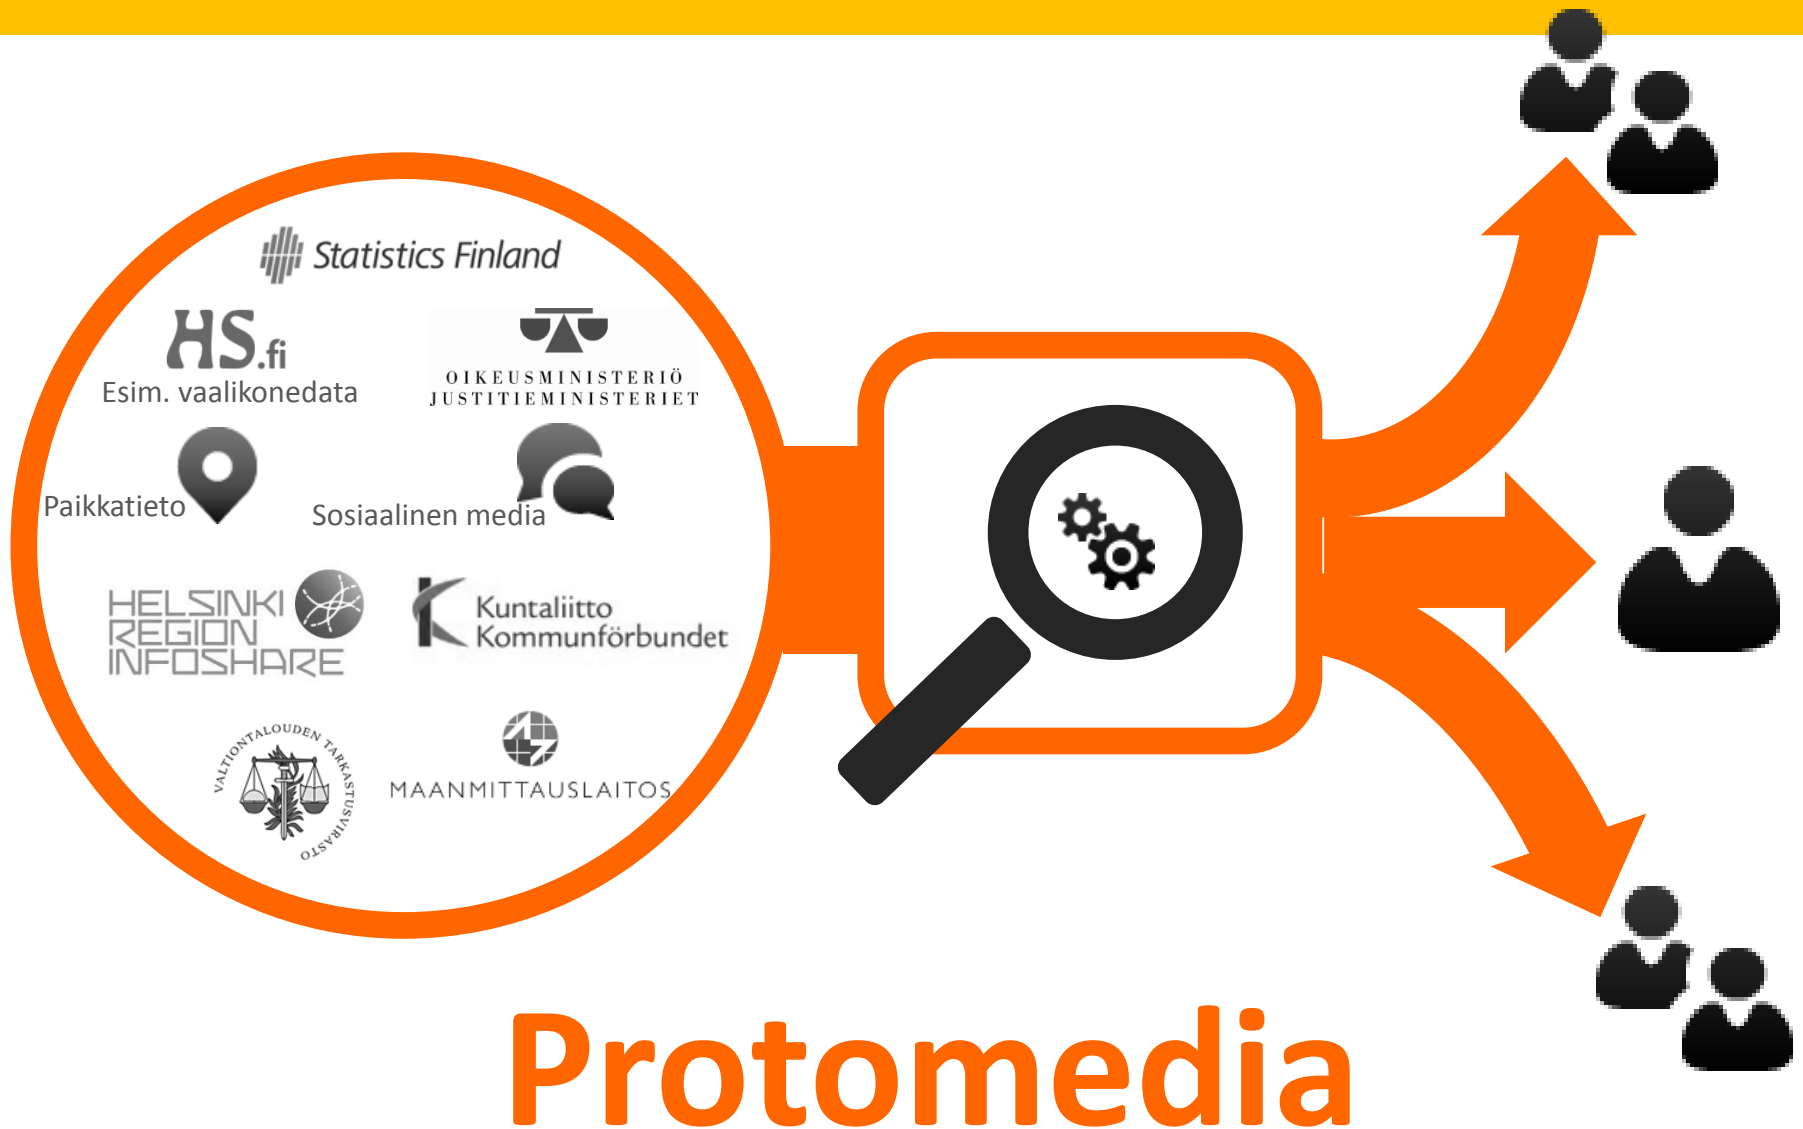 Statistics Finland
HS.fi
Esim. vaalikonedata
OIKEUSMINISTERIÖ
JUSTITIEMINISTERIET
Paikkatieto
Sosiaalinen media
HELSINKI
REGION
INFOSHARE
Kuntaliitto
Kommunförbundet
VALTIONTALOUDEN TARKASTUSVIRASTO
MAANMITTAUSLAITOS
Protomedia